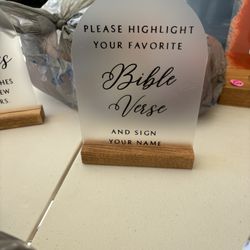 PLEASE HIGHLIGHT
YOUR FAVORITE
Bible
Verse
AND SIGN
YOUR NAME